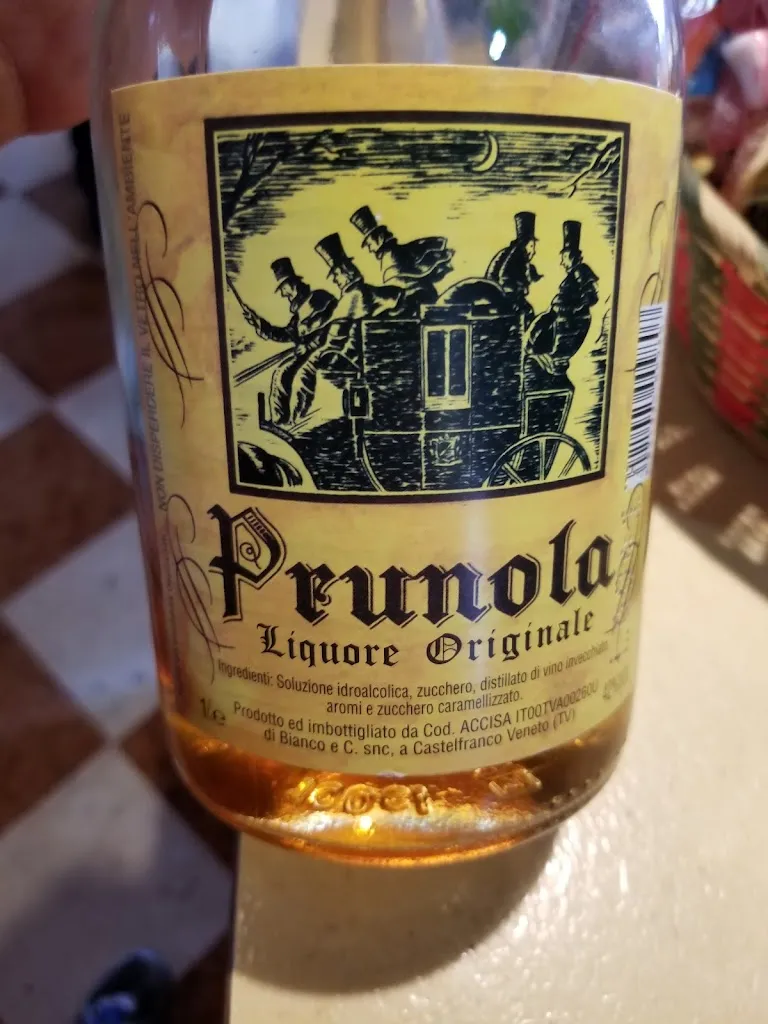 NON DISPERDERE IL VETRO NELL'AMBIENTE
Prunola
Liquore Originale
Ingredienti: Soluzione idroalcolica, zucchero, distillato di vino invecchiato,
aromi e zucchero caramellizzato.
1L℮
Prodotto ed imbottigliato da Cod. ACCISA IT00TVA00260U
di Bianco e C. snc, a Castelfranco Veneto (TV)